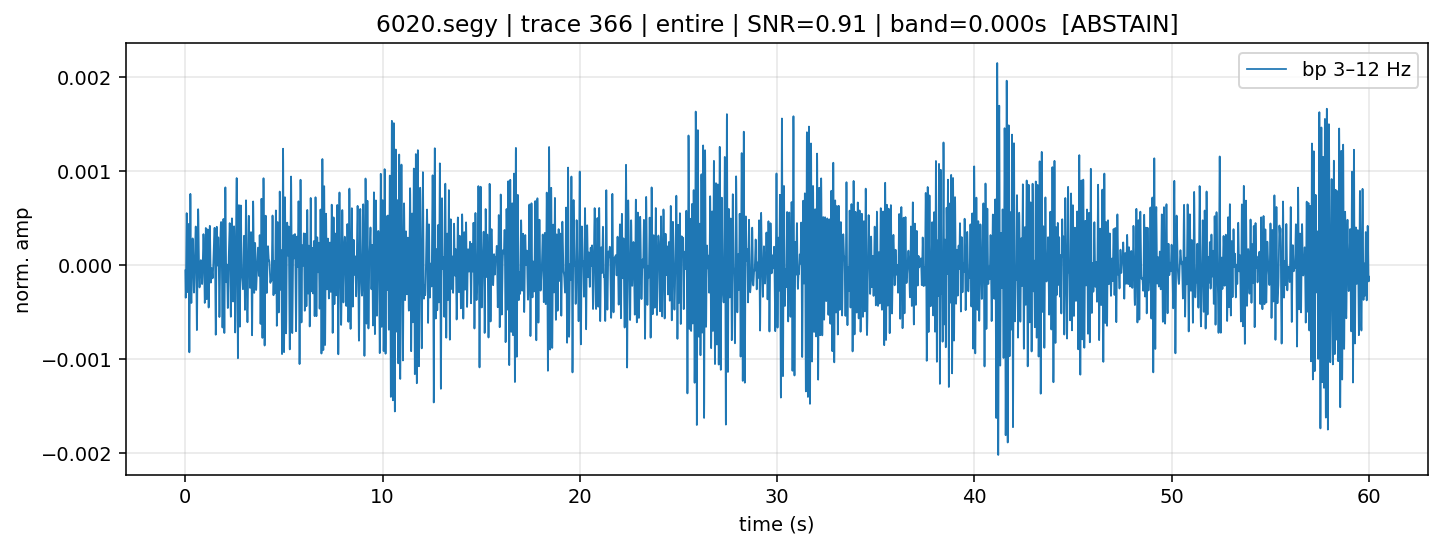 6020.segy | trace 366 | entire | SNR=0.91 | band=0.000s  [ABSTAIN]
bp 3–12 Hz
norm. amp
0.002
0.001
0.000
−0.001
−0.002
0 10 20 30 40 50 60
time (s)